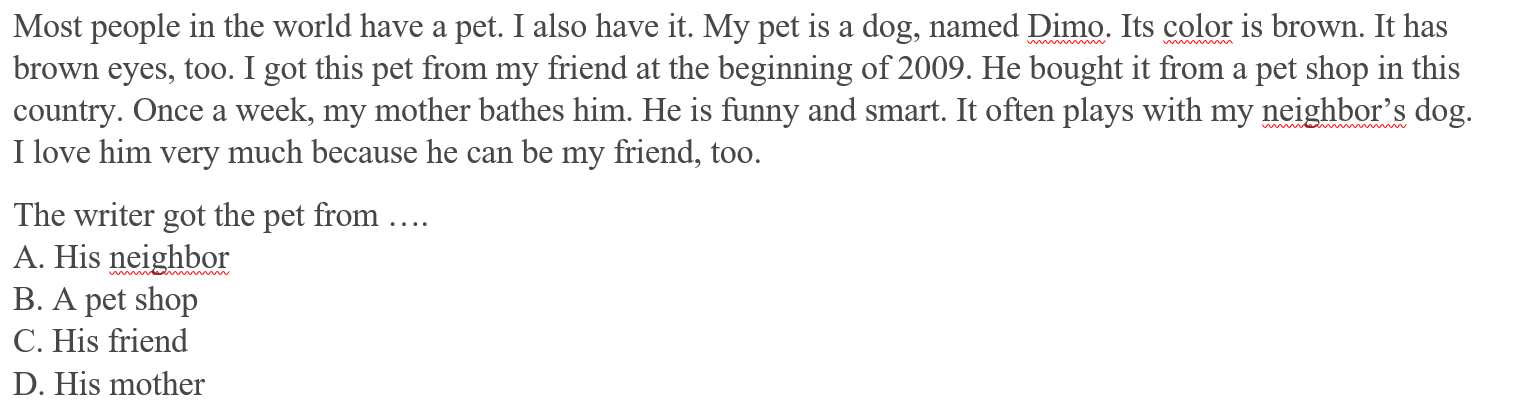 Most people in the world have a pet. I also have it. My pet is a dog, named Dimo. Its color is brown. It has
brown eyes, too. I got this pet from my friend at the beginning of 2009. He bought it from a pet shop in this
country. Once a week, my mother bathes him. He is funny and smart. It often plays with my neighbor’s dog.
I love him very much because he can be my friend, too.
The writer got the pet from ….
A. His neighbor
B. A pet shop
C. His friend
D. His mother